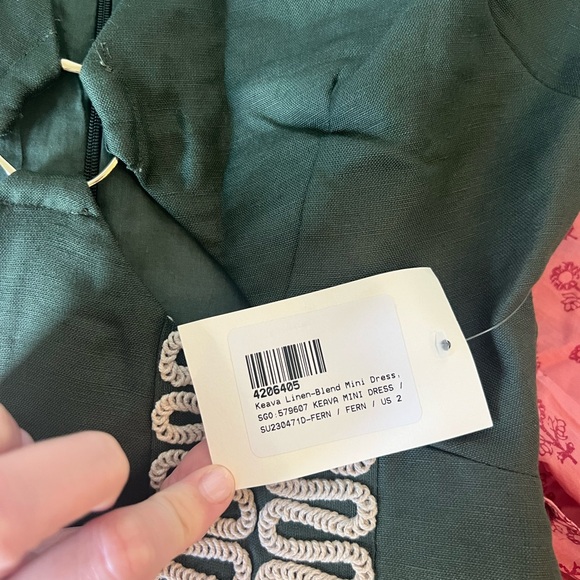 4206405
Keava Linen-Blend Mini Dress.
SGO:579607 KEAVA MINI DRESS /
SU230471D-FERN / FERN / US 2